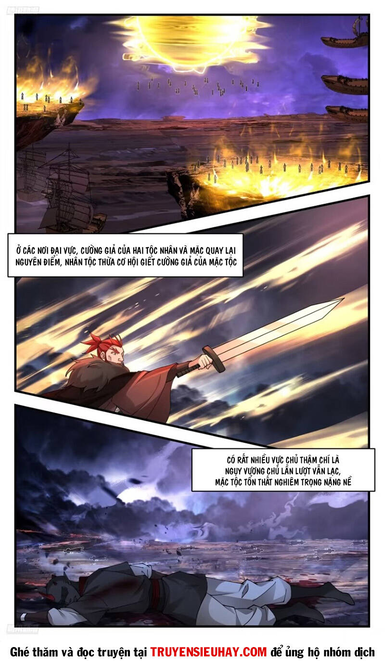 Ở CÁC NƠI ĐẠI VỰC, CƯỜNG GIẢ CỦA HAI TỘC NHÂN VÀ MẶC QUAY LẠI
NGUYÊN ĐIỂM, NHÂN TỘC THỪA CƠ HỘI GIẾT CƯỜNG GIẢ CỦA MẶC TỘC
CÓ RẤT NHIỀU VỰC CHỦ THẬM CHÍ LÀ
NGỤY VƯƠNG CHỦ LẦN LƯỢT VẪN LẠC,
MẶC TỘC TỔN THẤT NGHIÊM TRỌNG NẶNG NỀ
Ghé thăm và đọc truyện tại TRUYENSIEUHAY.COM để ủng hộ nhóm dịch